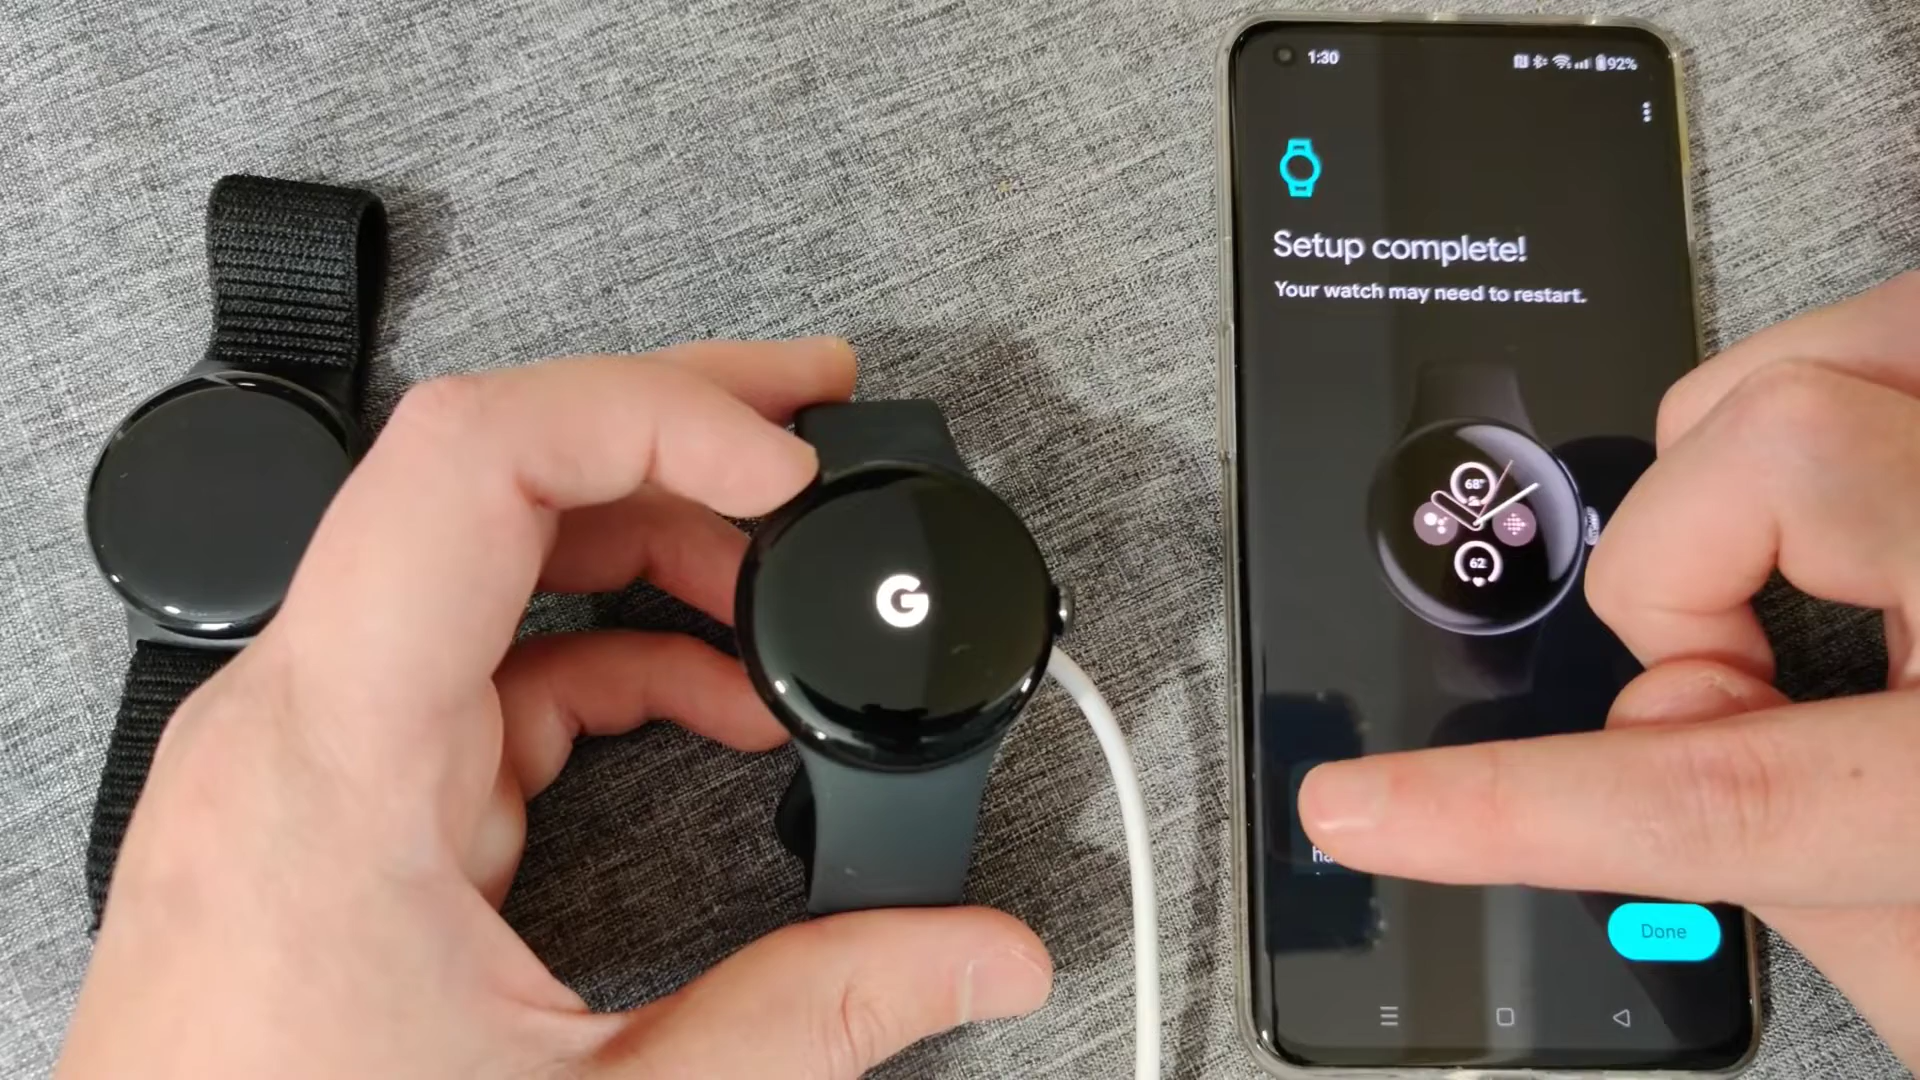 1:30
92%
Setup complete!
Your watch may need to restart.
68°
62
G
Done